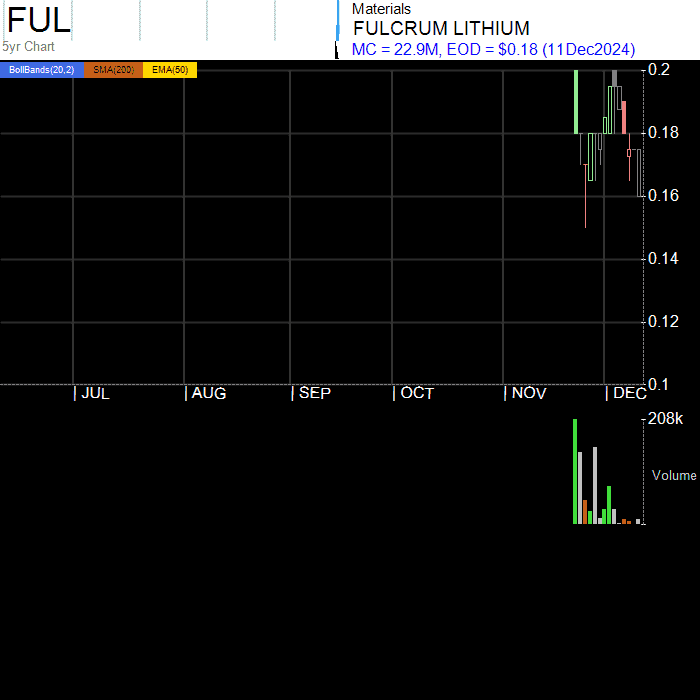 FUL
5yr Chart
Materials
FULCRUM LITHIUM
MC = 22.9M, EOD = $0.18 (11Dec2024)
BollBands(20,2) SMA(200) EMA(50)
0.2
0.18
0.16
0.14
0.12
0.1
| JUL | AUG | SEP | OCT | NOV | DEC
208k
Volume